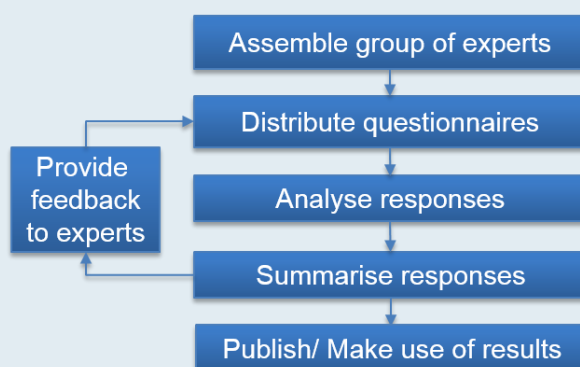 Assemble group of experts
Distribute questionnaires
Provide
feedback
to experts
Analyse responses
Summarise responses
Publish/ Make use of results